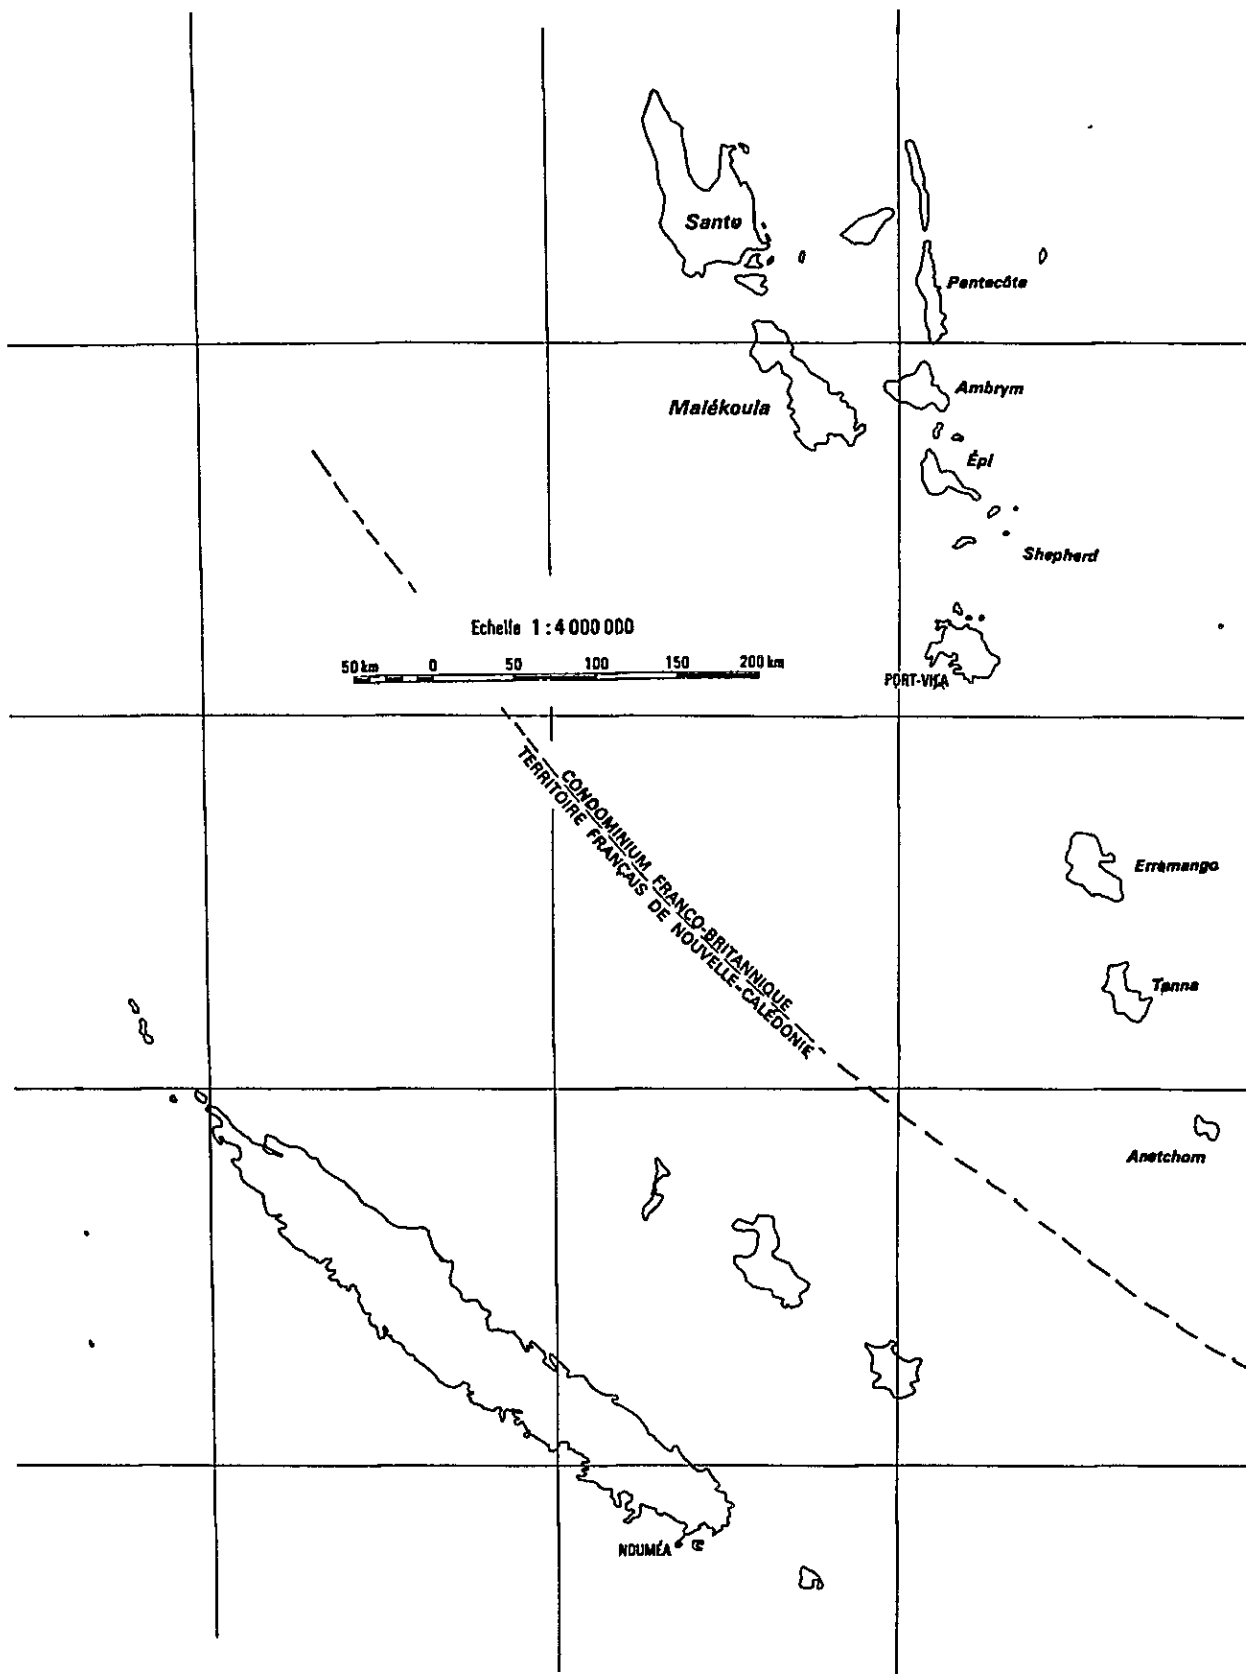 Santo
Pentecôte
Ambrym
Malékoula
Épi
Shepherd
Echelle 1:4 000 000
50 km 0 50 100 150 200 km
PORT-VILA
CONDOMINIUM FRANCO-BRITANNIQUE
TERRITOIRE FRANÇAIS DE NOUVELLE-CALÉDONIE
Erromango
Tanna
Anatchom
NOUMÉA